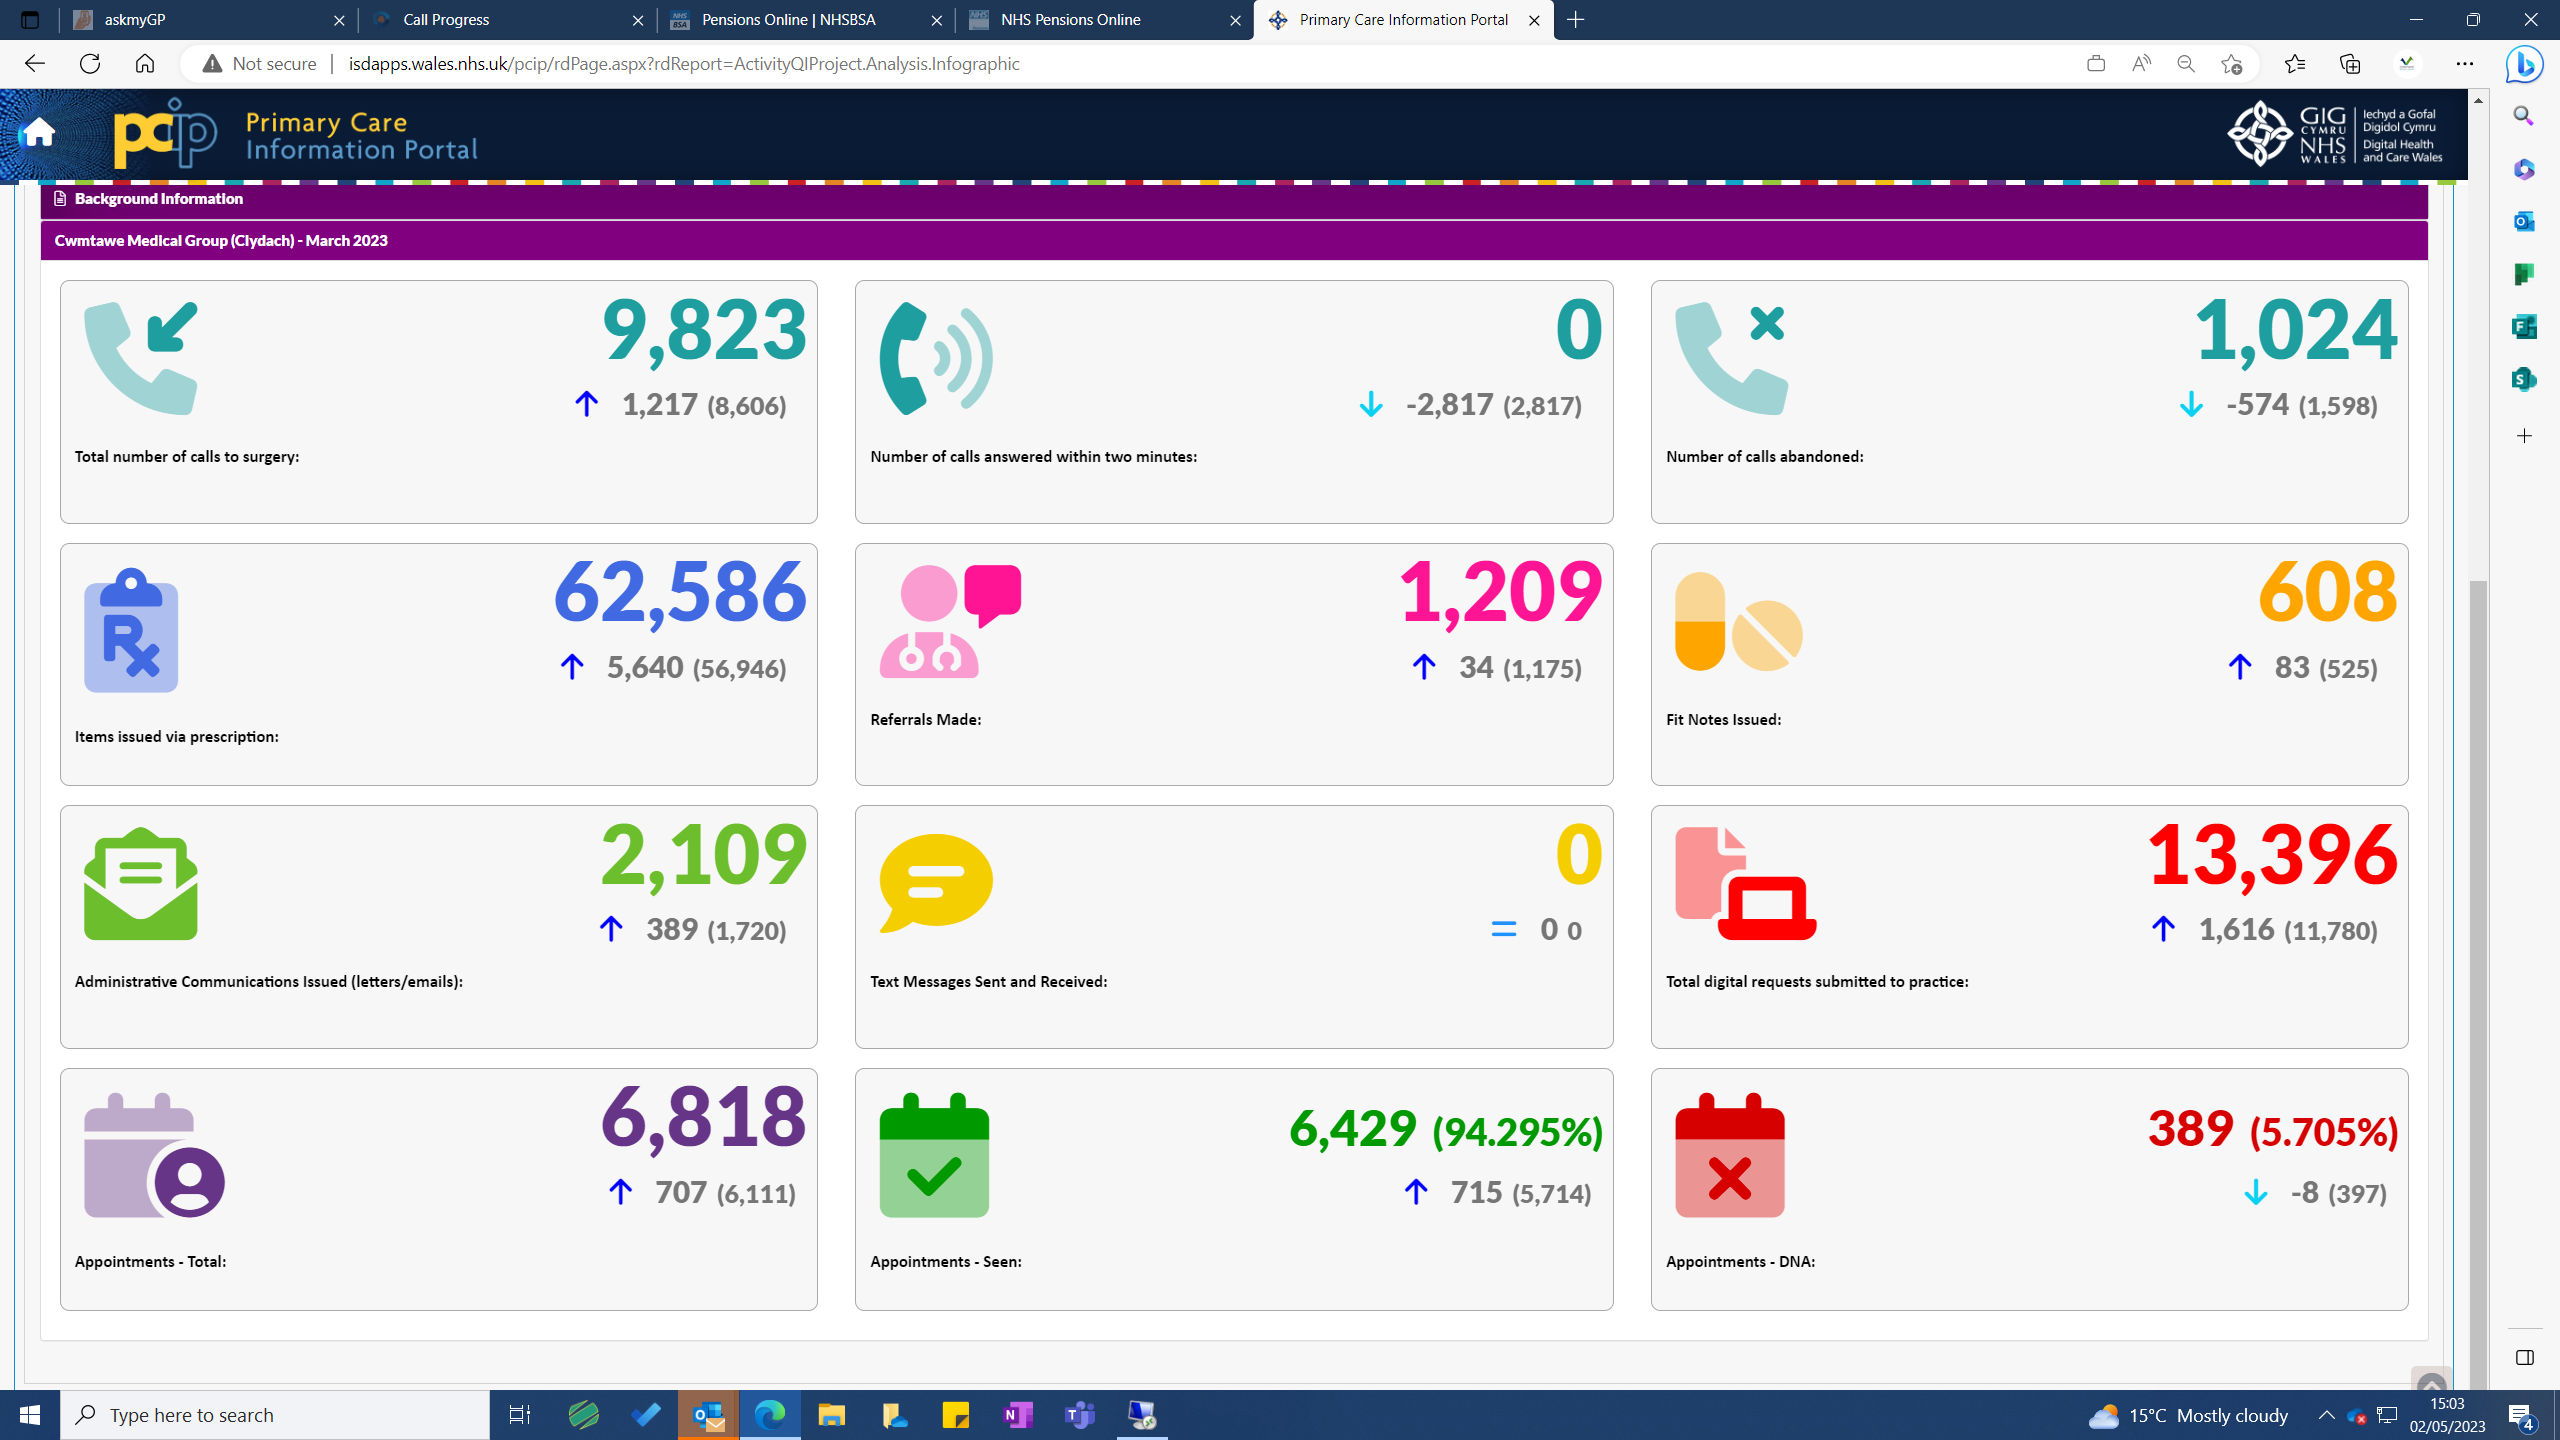 askmyGP
Call Progress
Pensions Online | NHSBSA
NHS Pensions Online
Primary Care Information Portal
Not secure
isdapps.wales.nhs.uk/pcip/rdPage.aspx?rdReport=ActivityQIProject.Analysis.Infographic
pcip
Primary Care
Information Portal
GIG
CYMRU
NHS
WALES
Iechyd a Gofal
Digidol Cymru
Digital Health
and Care Wales
Background Information
Cwmtawe Medical Group (Clydach) - March 2023
9,823
1,217 (8,606)
Total number of calls to surgery:
0
-2,817 (2,817)
Number of calls answered within two minutes:
1,024
-574 (1,598)
Number of calls abandoned:
62,586
5,640 (56,946)
Items issued via prescription:
1,209
34 (1,175)
Referrals Made:
608
83 (525)
Fit Notes Issued:
2,109
389 (1,720)
Administrative Communications Issued (letters/emails):
0
= 0 0
Text Messages Sent and Received:
13,396
1,616 (11,780)
Total digital requests submitted to practice:
6,818
707 (6,111)
Appointments - Total:
6,429 (94.295%)
715 (5,714)
Appointments - Seen:
389 (5.705%)
-8 (397)
Appointments - DNA:
Type here to search
15°C Mostly cloudy
15:03
02/05/2023
4